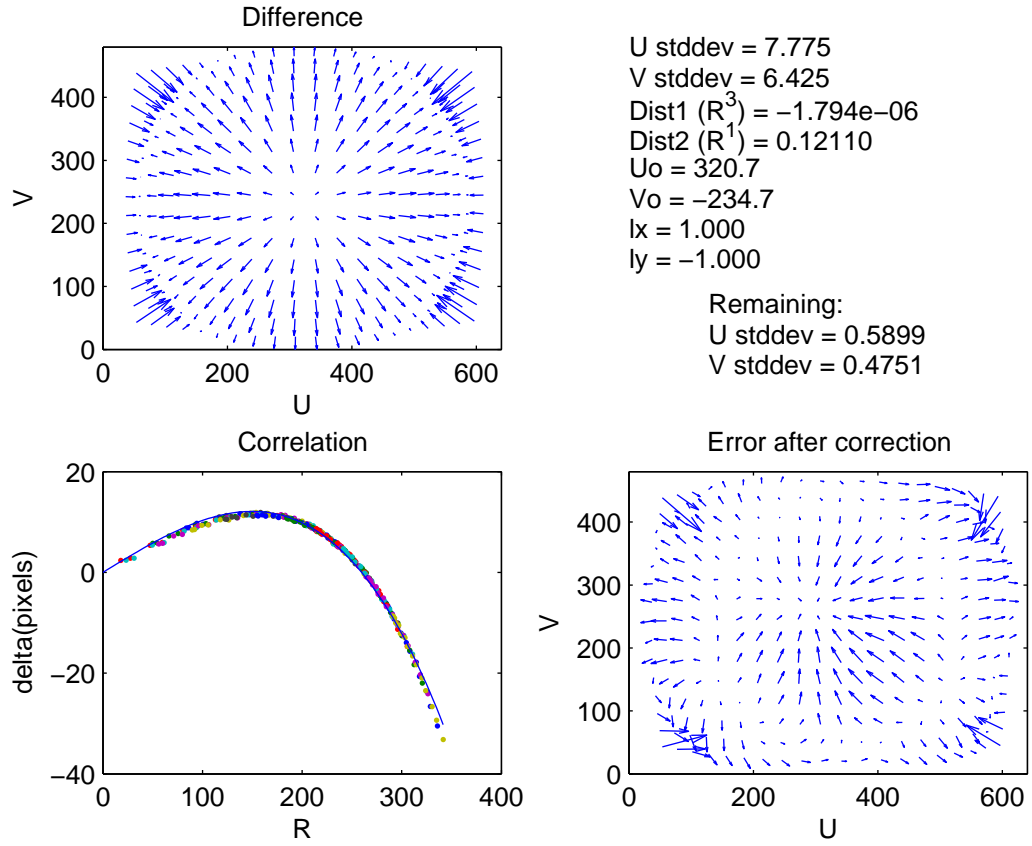 Difference
400
300
200
100
0
V
0
200
400
600
U
U stddev = 7.775
V stddev = 6.425
Dist1 (R^3) = −1.794e−06
Dist2 (R^1) = 0.12110
Uo = 320.7
Vo = −234.7
lx = 1.000
ly = −1.000
Remaining:
U stddev = 0.5899
V stddev = 0.4751
Correlation
20
0
−20
−40
delta(pixels)
0
100
200
300
400
R
Error after correction
400
300
200
100
0
V
0
200
400
600
U